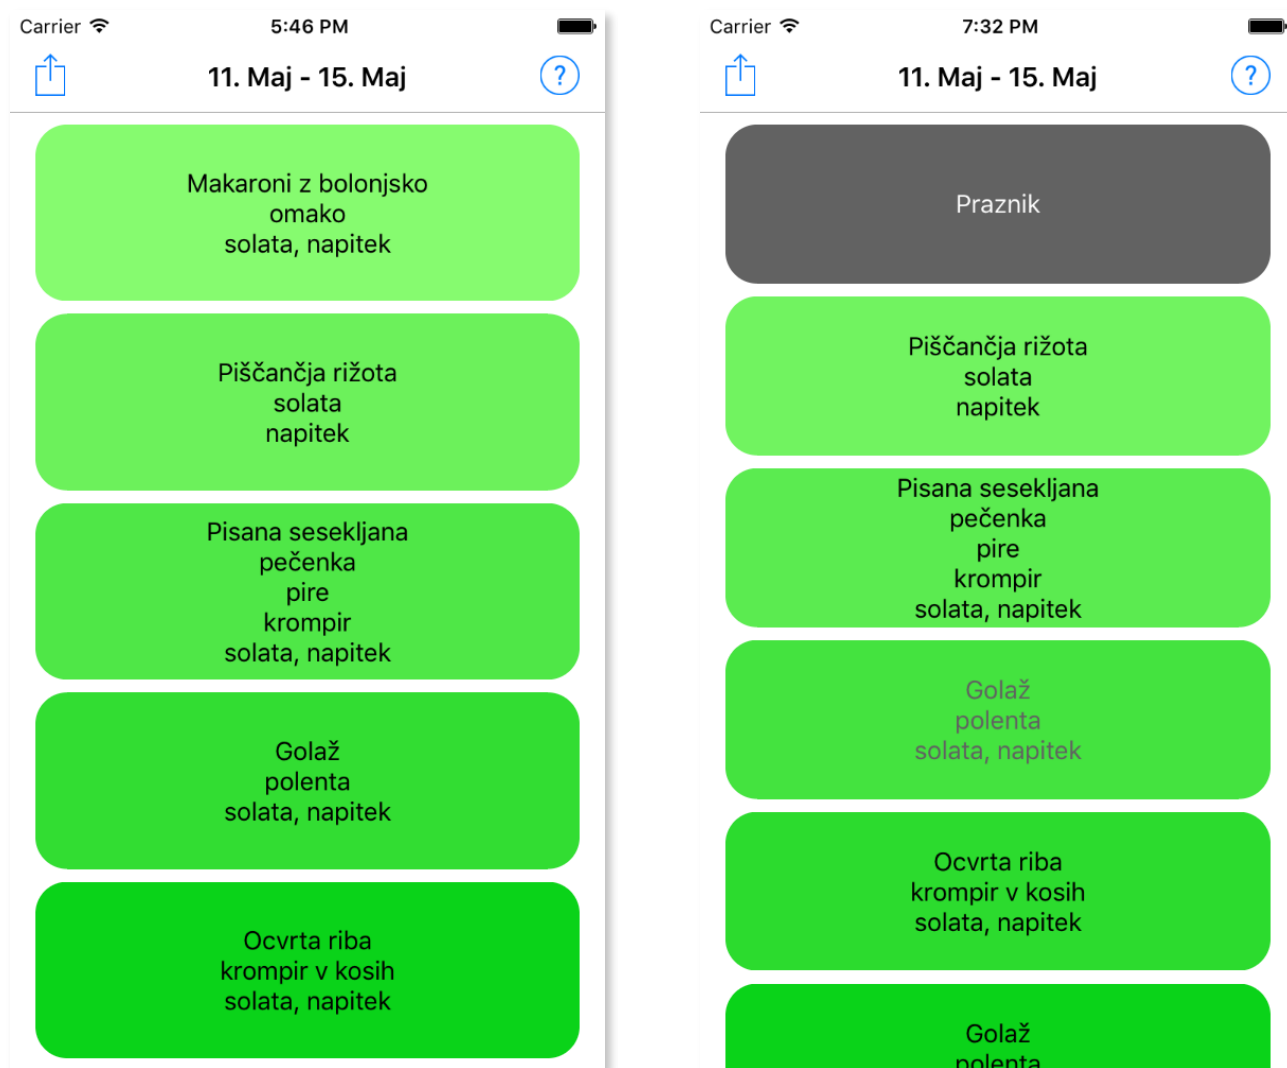 Carrier
5:46 PM
11. Maj - 15. Maj
?
Makaroni z bolonjsko
omako
solata, napitek
Piščančja rižota
solata
napitek
Pisana sesekljana
pečenka
pire
krompir
solata, napitek
Golaž
polenta
solata, napitek
Ocvrta riba
krompir v kosih
solata, napitek
Carrier
7:32 PM
11. Maj - 15. Maj
?
Praznik
Piščančja rižota
solata
napitek
Pisana sesekljana
pečenka
pire
krompir
solata, napitek
Golaž
polenta
solata, napitek
Ocvrta riba
krompir v kosih
solata, napitek
Golaž
polenta